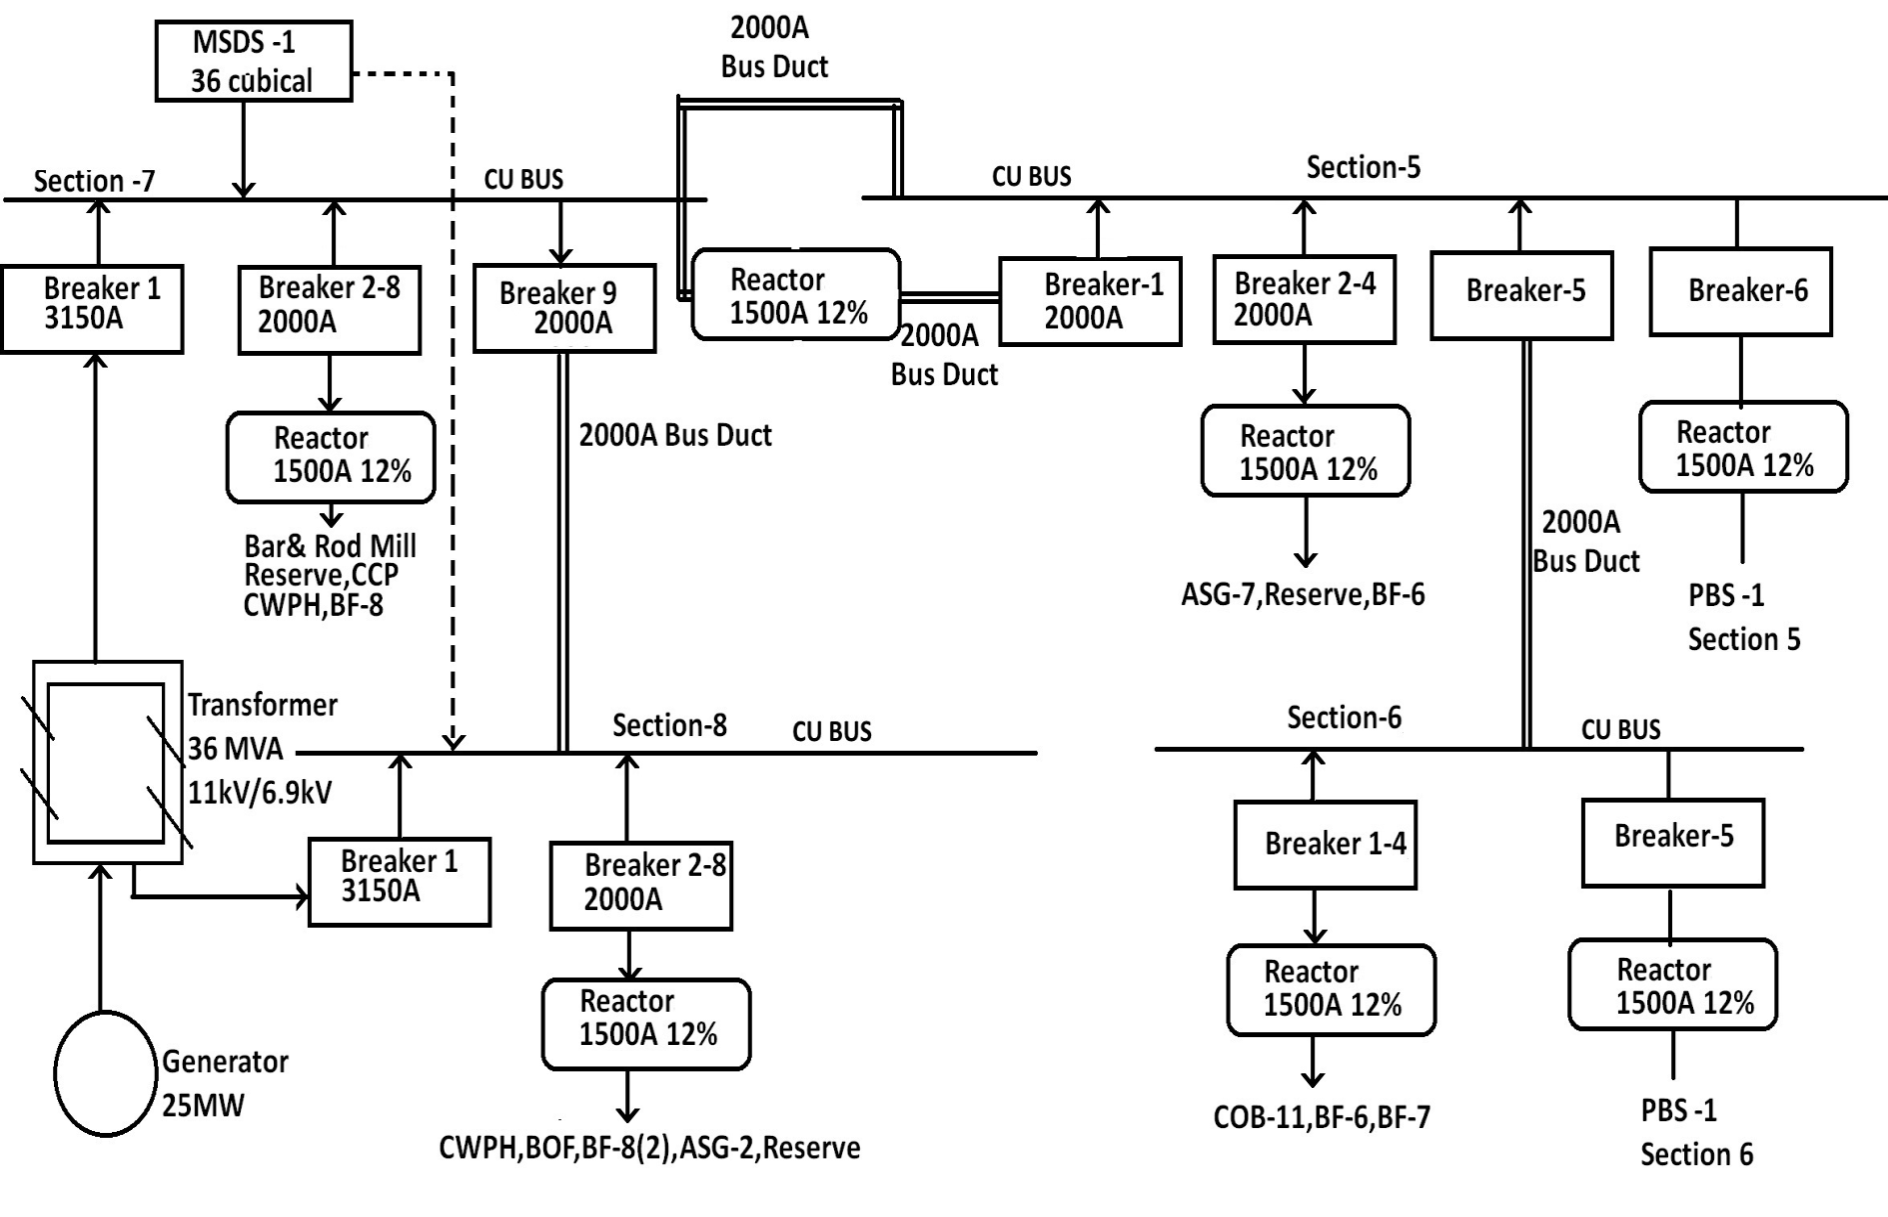 2000A
Bus Duct
MSDS -1
36 cubical
Section -7
CU BUS
CU BUS
Section-5
Breaker 1
3150A
Breaker 2-8
2000A
Breaker 9
2000A
Reactor
1500A 12%
2000A
Bus Duct
Breaker-1
2000A
Breaker 2-4
2000A
Breaker-5
Breaker-6
Reactor
1500A 12%
2000A Bus Duct
Reactor
1500A 12%
Reactor
1500A 12%
Bar& Rod Mill
Reserve,CCP
CWPH,BF-8
2000A
Bus Duct
ASG-7,Reserve,BF-6
PBS -1
Section 5
Transformer
36 MVA
11kV/6.9kV
Section-8
CU BUS
Section-6
CU BUS
Breaker 1
3150A
Breaker 2-8
2000A
Breaker 1-4
Breaker-5
Reactor
1500A 12%
Reactor
1500A 12%
Reactor
1500A 12%
Generator
25MW
CWPH,BOF,BF-8(2),ASG-2,Reserve
COB-11,BF-6,BF-7
PBS -1
Section 6